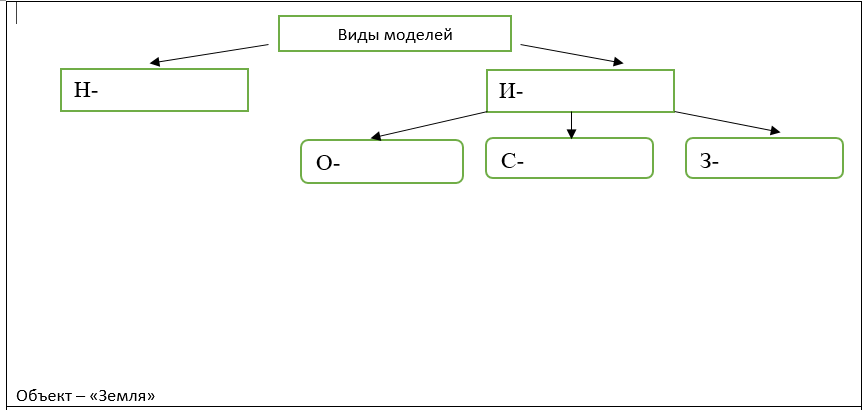 Виды моделей
Н-
И-
О-
С-
З-
Объект – «Земля»